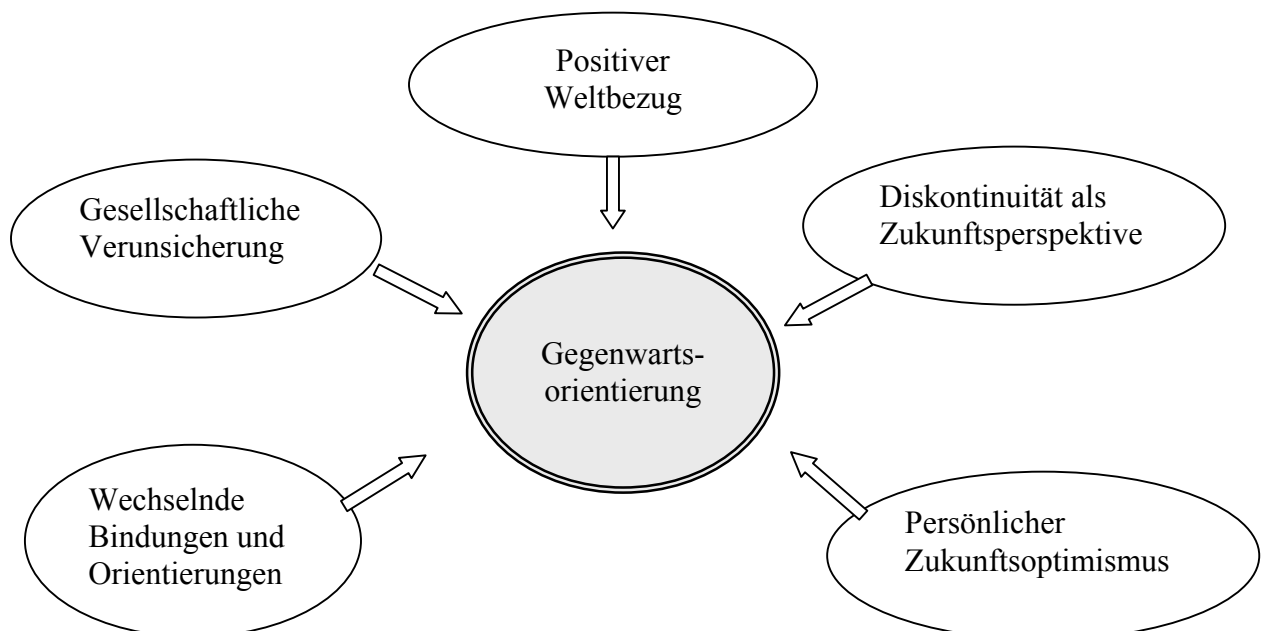 Positiver
Weltbezug
Gesellschaftliche
Verunsicherung
Diskontinuität als
Zukunftsperspektive
Gegenwarts-
orientierung
Wechselnde
Bindungen und
Orientierungen
Persönlicher
Zukunftsoptimismus